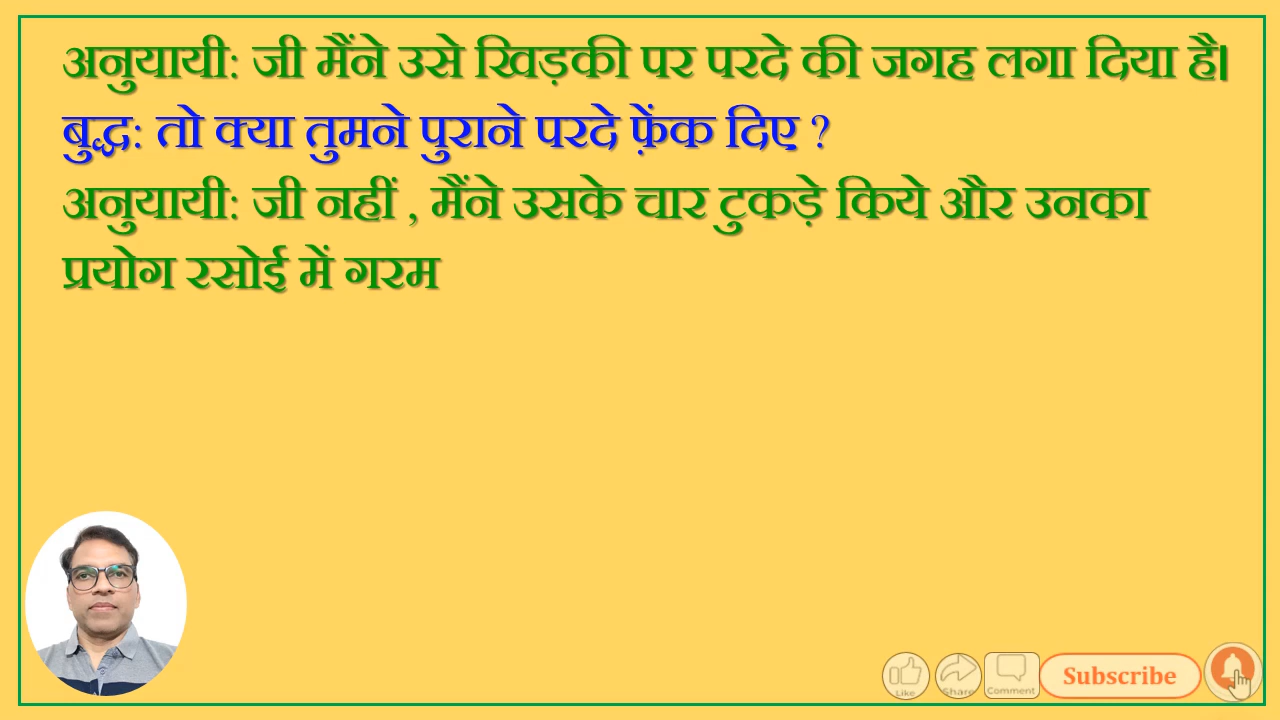 अनुयायी: जी मैंने उसे खिड़की पर परदे की जगह लगा दिया है।
बुद्ध: तो क्या तुमने पुराने परदे फ़ेंक दिए ?
अनुयायी: जी नहीं , मैंने उसके चार टुकड़े किये और उनका
प्रयोग रसोई में गरम
Like
Share
Comment
Subscribe